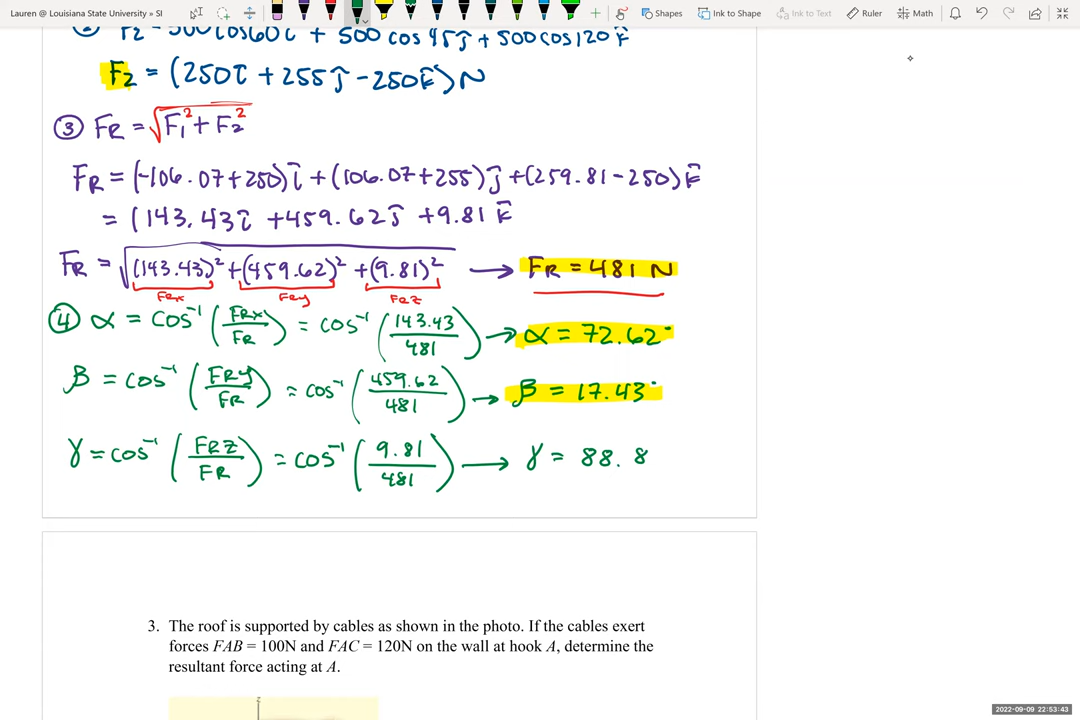 Lauren @ Louisiana State University » Sl
Shapes
Ink to Shape
Ink to Text
Ruler
Math
② F2 = 500 cos60 î + 500 cos 45 ĵ + 500 cos 120 k̂
F2 = (250 î + 255 ĵ - 250 k̂) N
③ FR = √F1² + F2²
FR = (-106.07 + 250) î + (106.07 + 255) ĵ + (259.81 - 250) k̂
= (143.43 î + 459.62 ĵ + 9.81 k̂
FR = √(143.43)² + (459.62)² + (9.81)² → FR = 481 N
FRx FRy FRZ
④ α = cos⁻¹ (FRx/FR) = cos⁻¹ (143.43/481) → α = 72.62°
β = cos⁻¹ (FRy/FR) = cos⁻¹ (459.62/481) → β = 17.43°
γ = cos⁻¹ (FRZ/FR) = cos⁻¹ (9.81/481) → γ = 88.8
3. The roof is supported by cables as shown in the photo. If the cables exert
forces FAB = 100N and FAC = 120N on the wall at hook A, determine the
resultant force acting at A.
z
2022-09-09 22:53:43